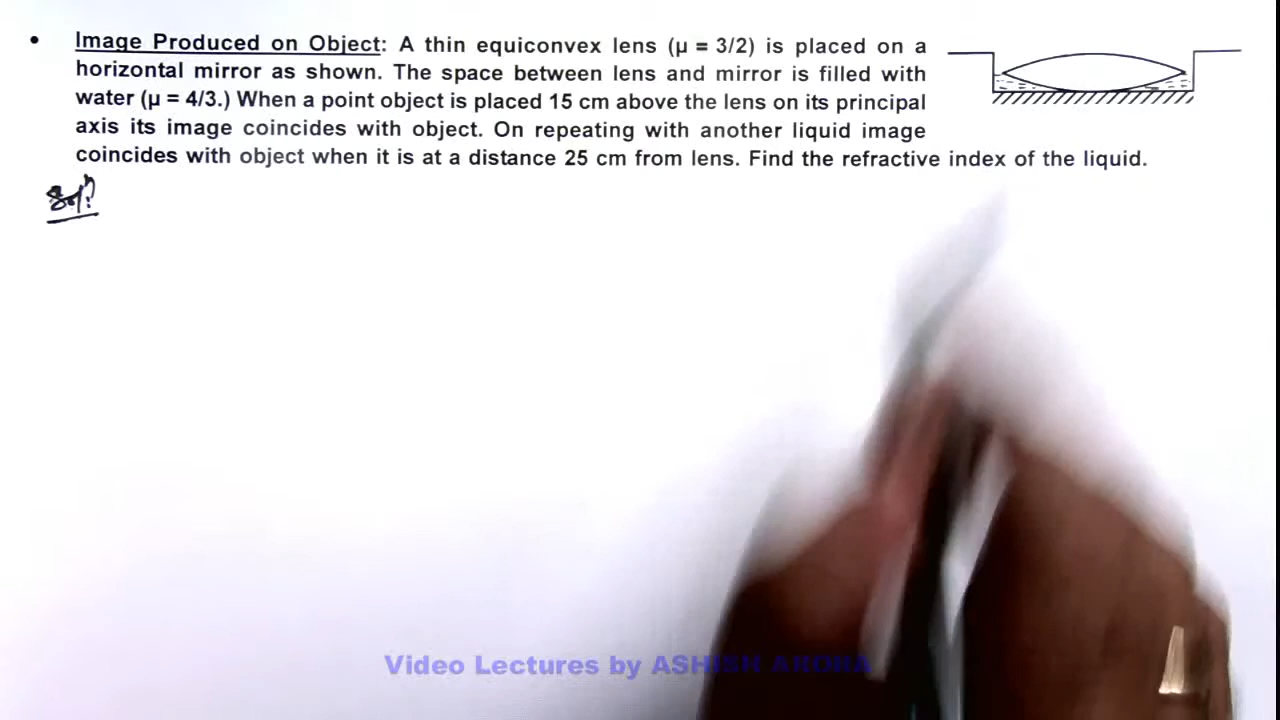 • Image Produced on Object: A thin equiconvex lens (μ = 3/2) is placed on a
horizontal mirror as shown. The space between lens and mirror is filled with
water (μ = 4/3.) When a point object is placed 15 cm above the lens on its principal
axis its image coincides with object. On repeating with another liquid image
coincides with object when it is at a distance 25 cm from lens. Find the refractive index of the liquid.
Video Lectures by ASHISH ARORA